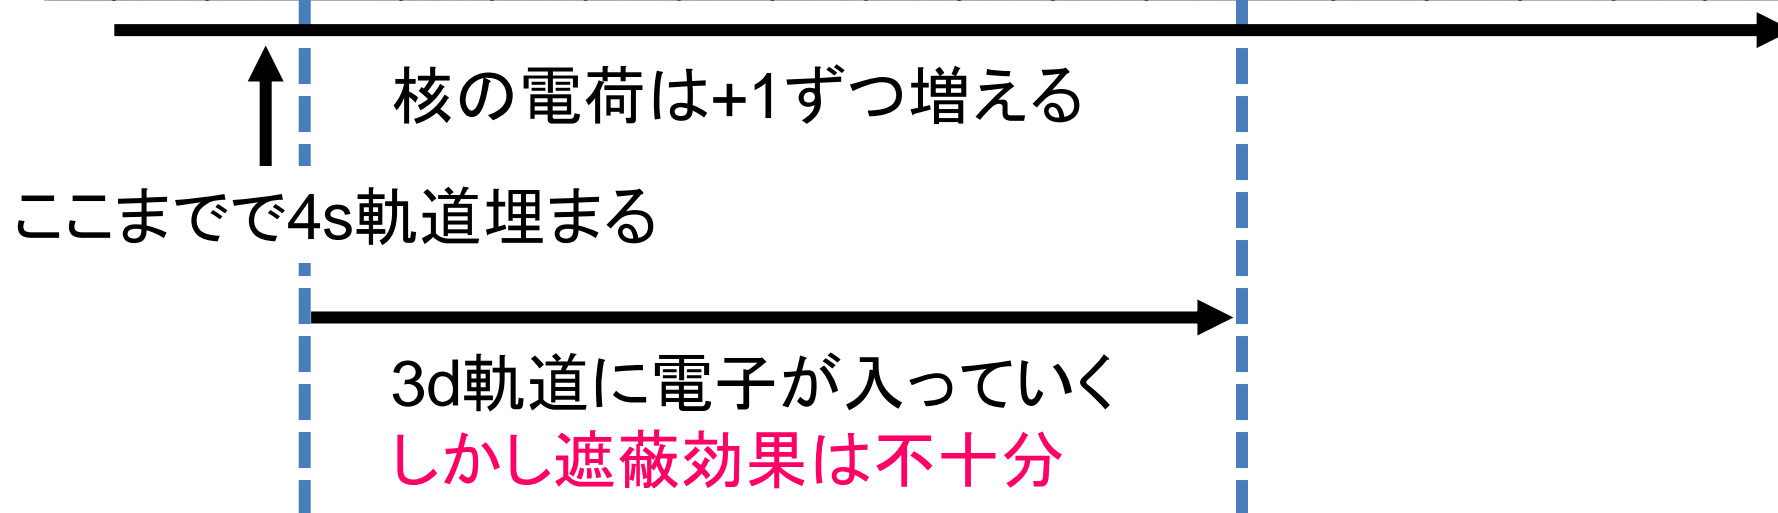 核の電荷は+1ずつ増える
ここまでで4s軌道埋まる
3d軌道に電子が入っていく
しかし遮蔽効果は不十分